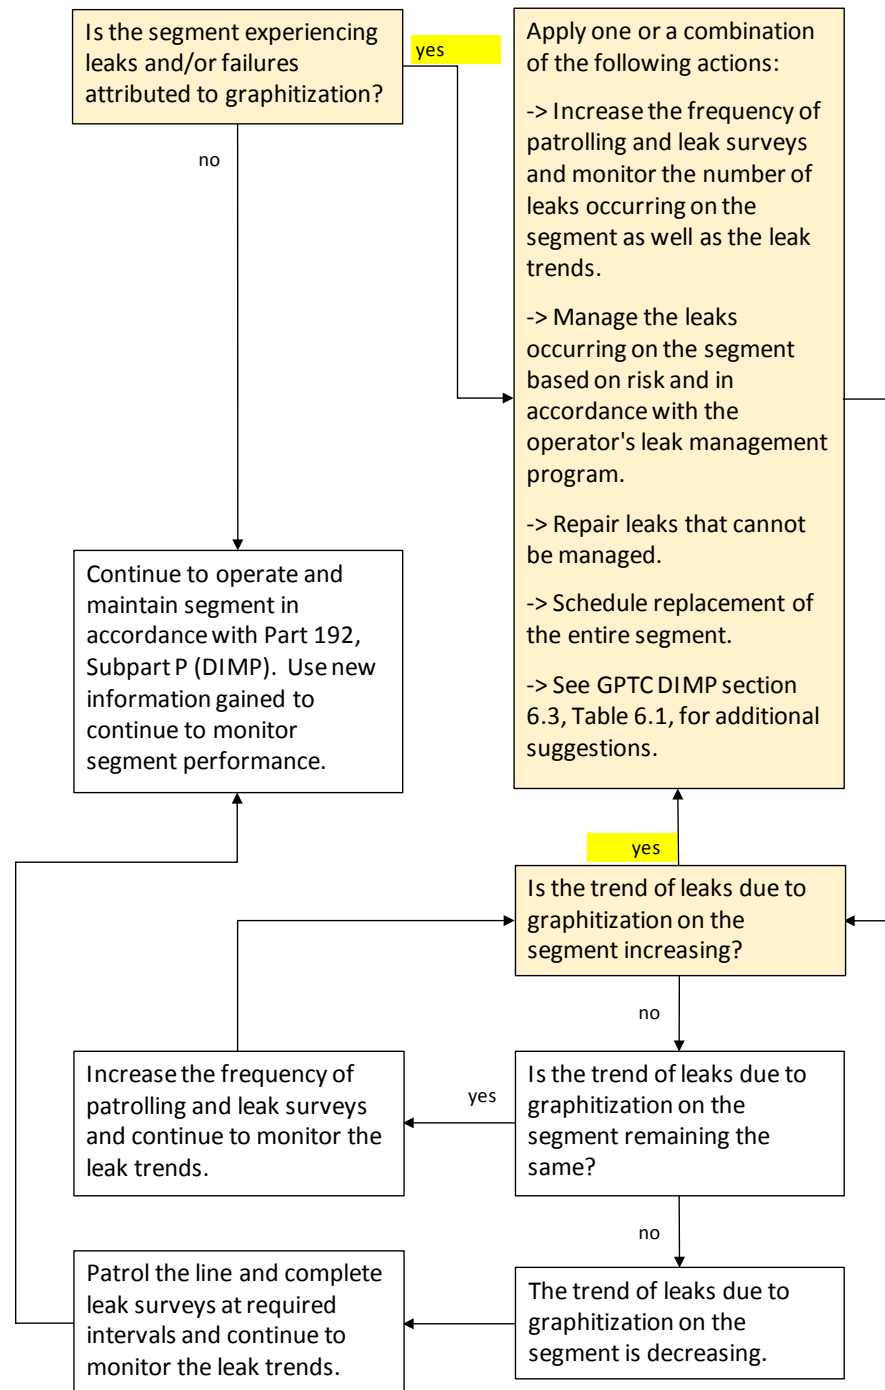 Is the segment experiencing
leaks and/or failures
attributed to graphitization?
yes
no
Apply one or a combination
of the following actions:
-> Increase the frequency of
patrolling and leak surveys
and monitor the number of
leaks occurring on the
segment as well as the leak
trends.
-> Manage the leaks
occurring on the segment
based on risk and in
accordance with the
operator's leak management
program.
-> Repair leaks that cannot
be managed.
-> Schedule replacement of
the entire segment.
-> See GPTC DIMP section
6.3, Table 6.1, for additional
suggestions.
Continue to operate and
maintain segment in
accordance with Part 192,
Subpart P (DIMP).  Use new
information gained to
continue to monitor
segment performance.
yes
Is the trend of leaks due to
graphitization on the
segment increasing?
no
Increase the frequency of
patrolling and leak surveys
and continue to monitor the
leak trends.
yes
Is the trend of leaks due to
graphitization on the
segment remaining the
same?
no
Patrol the line and complete
leak surveys at required
intervals and continue to
monitor the leak trends.
The trend of leaks due to
graphitization on the
segment is decreasing.